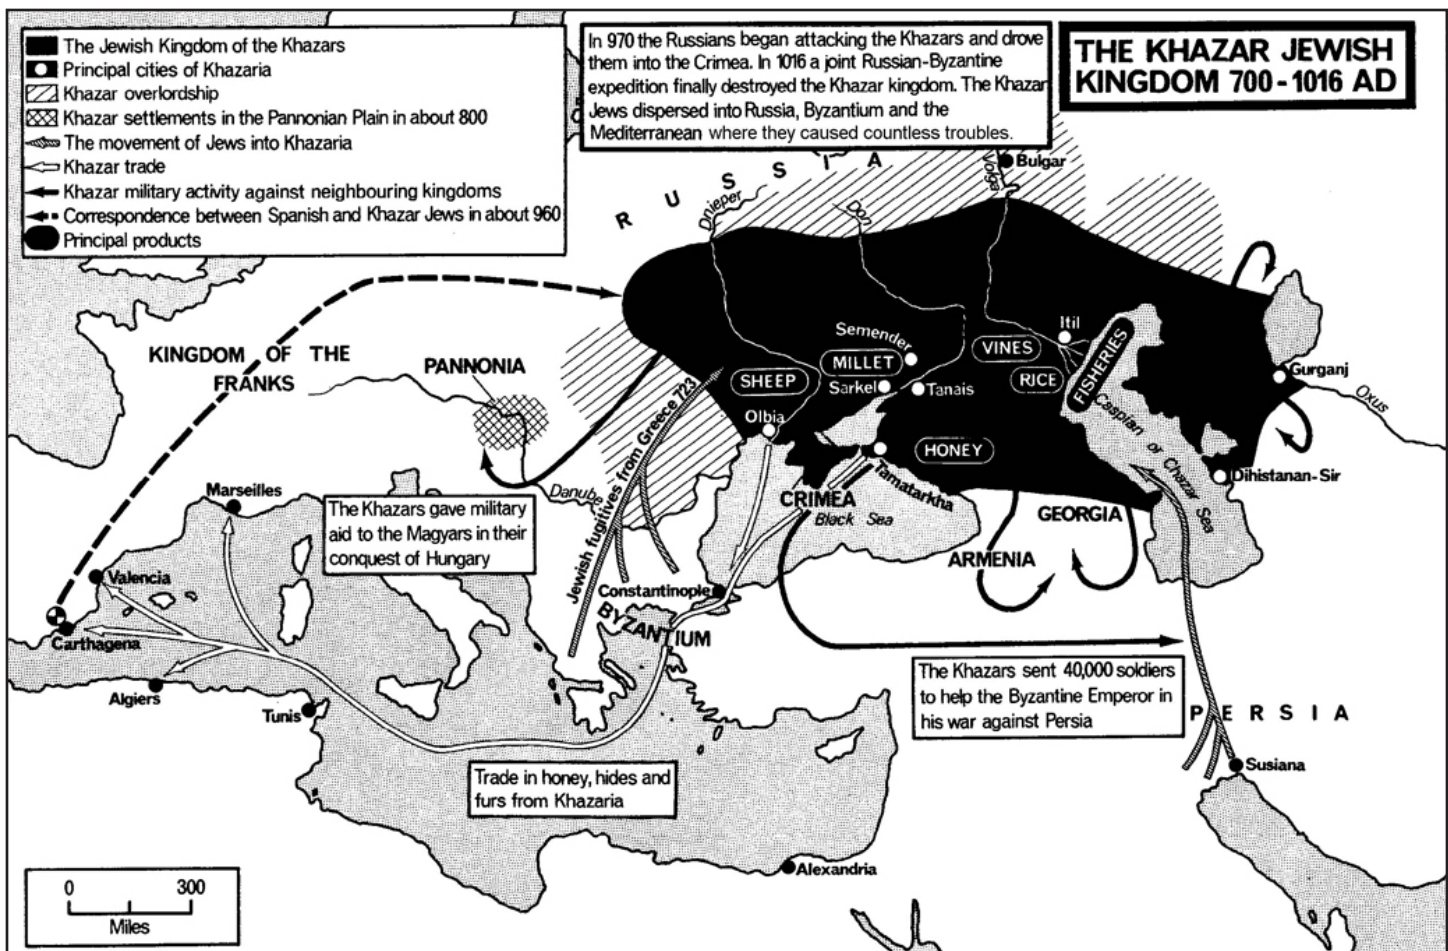 The Jewish Kingdom of the Khazars
Principal cities of Khazaria
Khazar overlordship
Khazar settlements in the Pannonian Plain in about 800
The movement of Jews into Khazaria
Khazar trade
Khazar military activity against neighbouring kingdoms
Correspondence between Spanish and Khazar Jews in about 960
Principal products
In 970 the Russians began attacking the Khazars and drove
them into the Crimea. In 1016 a joint Russian-Byzantine
expedition finally destroyed the Khazar kingdom. The Khazar
Jews dispersed into Russia, Byzantium and the
Mediterranean where they caused countless troubles.
THE KHAZAR JEWISH
KINGDOM 700-1016 AD
RUSSIA
Bulgar
Volga
Dnieper
Don
KINGDOM OF THE
FRANKS
PANNONIA
Semender
MILLET
Sarkel
Tanais
SHEEP
Olbia
VINES
RICE
Itil
FISHERIES
Caspian or Chazar Sea
Gurganj
Oxus
Dihistanan-Sir
HONEY
Tamatarkha
CRIMEA
Black Sea
GEORGIA
ARMENIA
Jewish fugitives from Greece 723
Danube
Marseilles
The Khazars gave military
aid to the Magyars in their
conquest of Hungary
Valencia
Carthagena
Algiers
Tunis
Constantinople
BYZANTIUM
The Khazars sent 40,000 soldiers
to help the Byzantine Emperor in
his war against Persia
PERSIA
Susiana
Trade in honey, hides and
furs from Khazaria
Alexandria
0 300
Miles